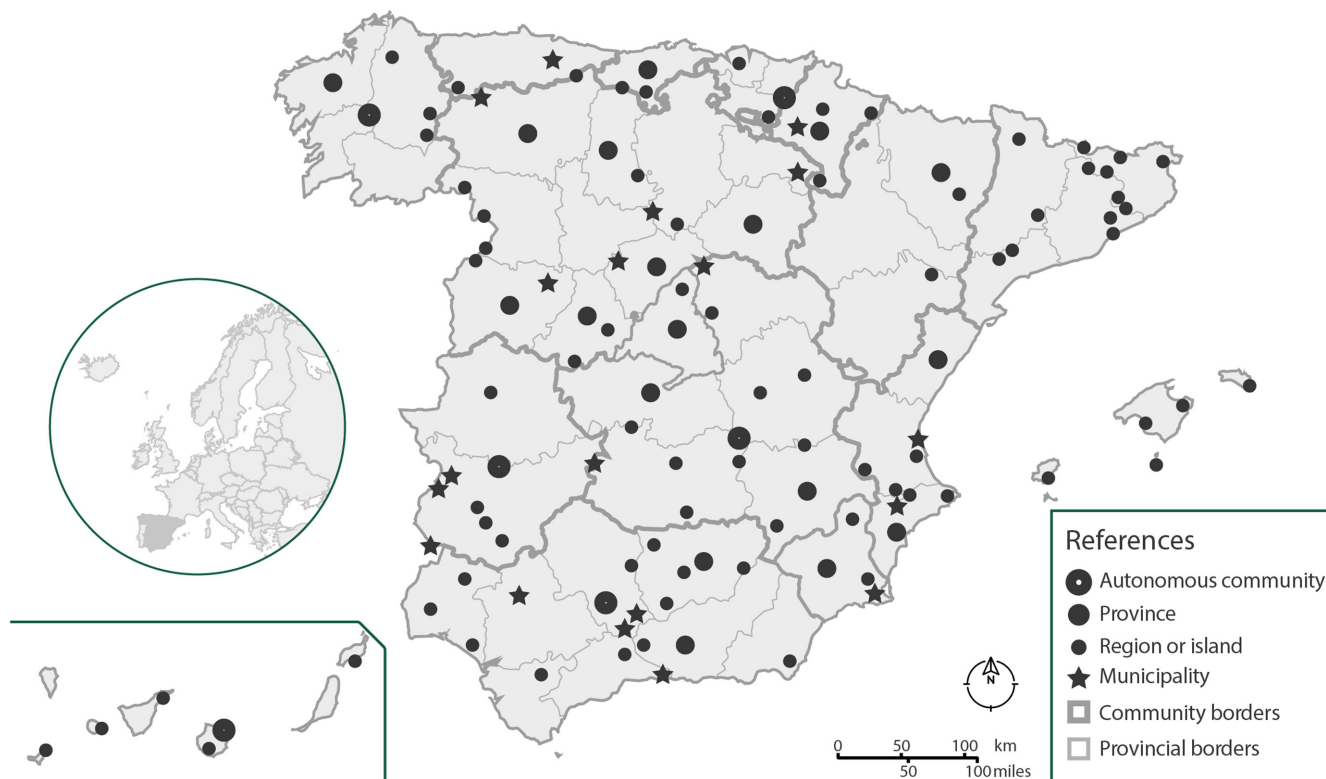 N
References
Autonomous community
Province
Region or island
Municipality
Community borders
Provincial borders
0 50 100 km
50 100 miles